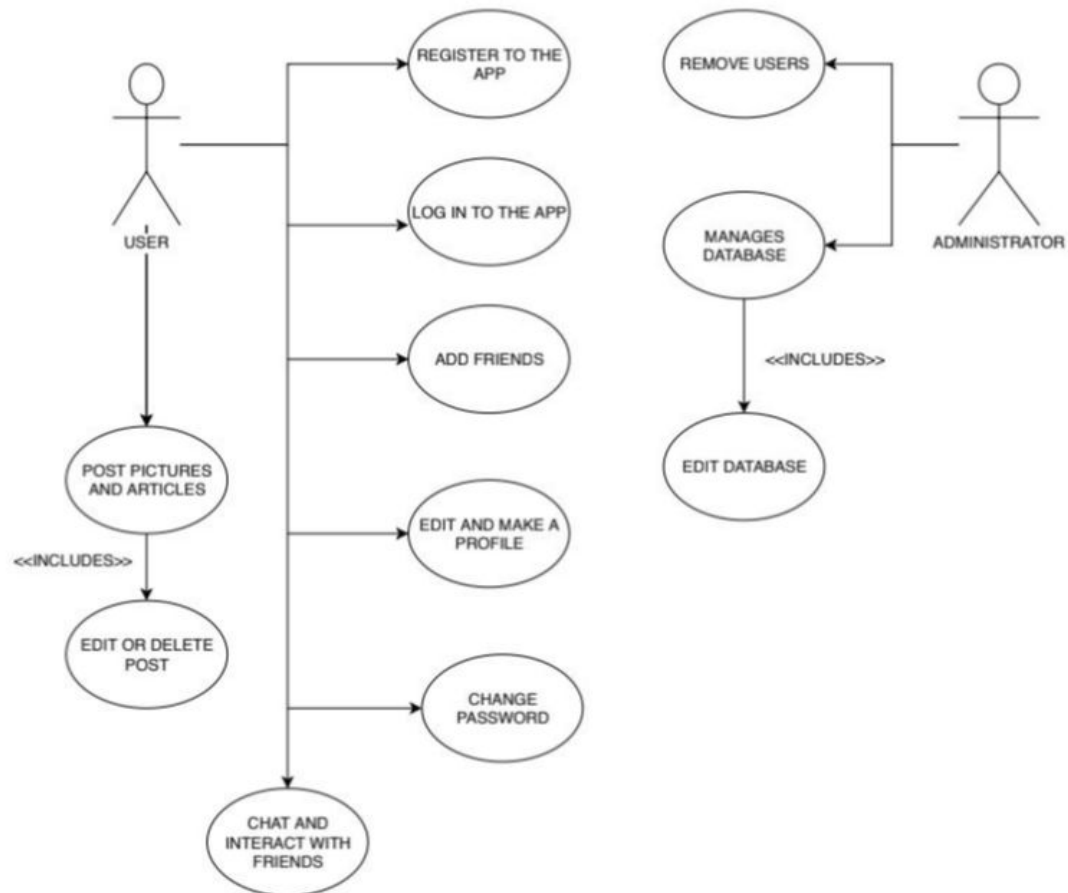 REGISTER TO THE
APP
REMOVE USERS
LOG IN TO THE APP
USER
MANAGES
DATABASE
ADMINISTRATOR
ADD FRIENDS
<<INCLUDES>>
POST PICTURES
AND ARTICLES
EDIT DATABASE
EDIT AND MAKE A
PROFILE
<<INCLUDES>>
EDIT OR DELETE
POST
CHANGE
PASSWORD
CHAT AND
INTERACT WITH
FRIENDS